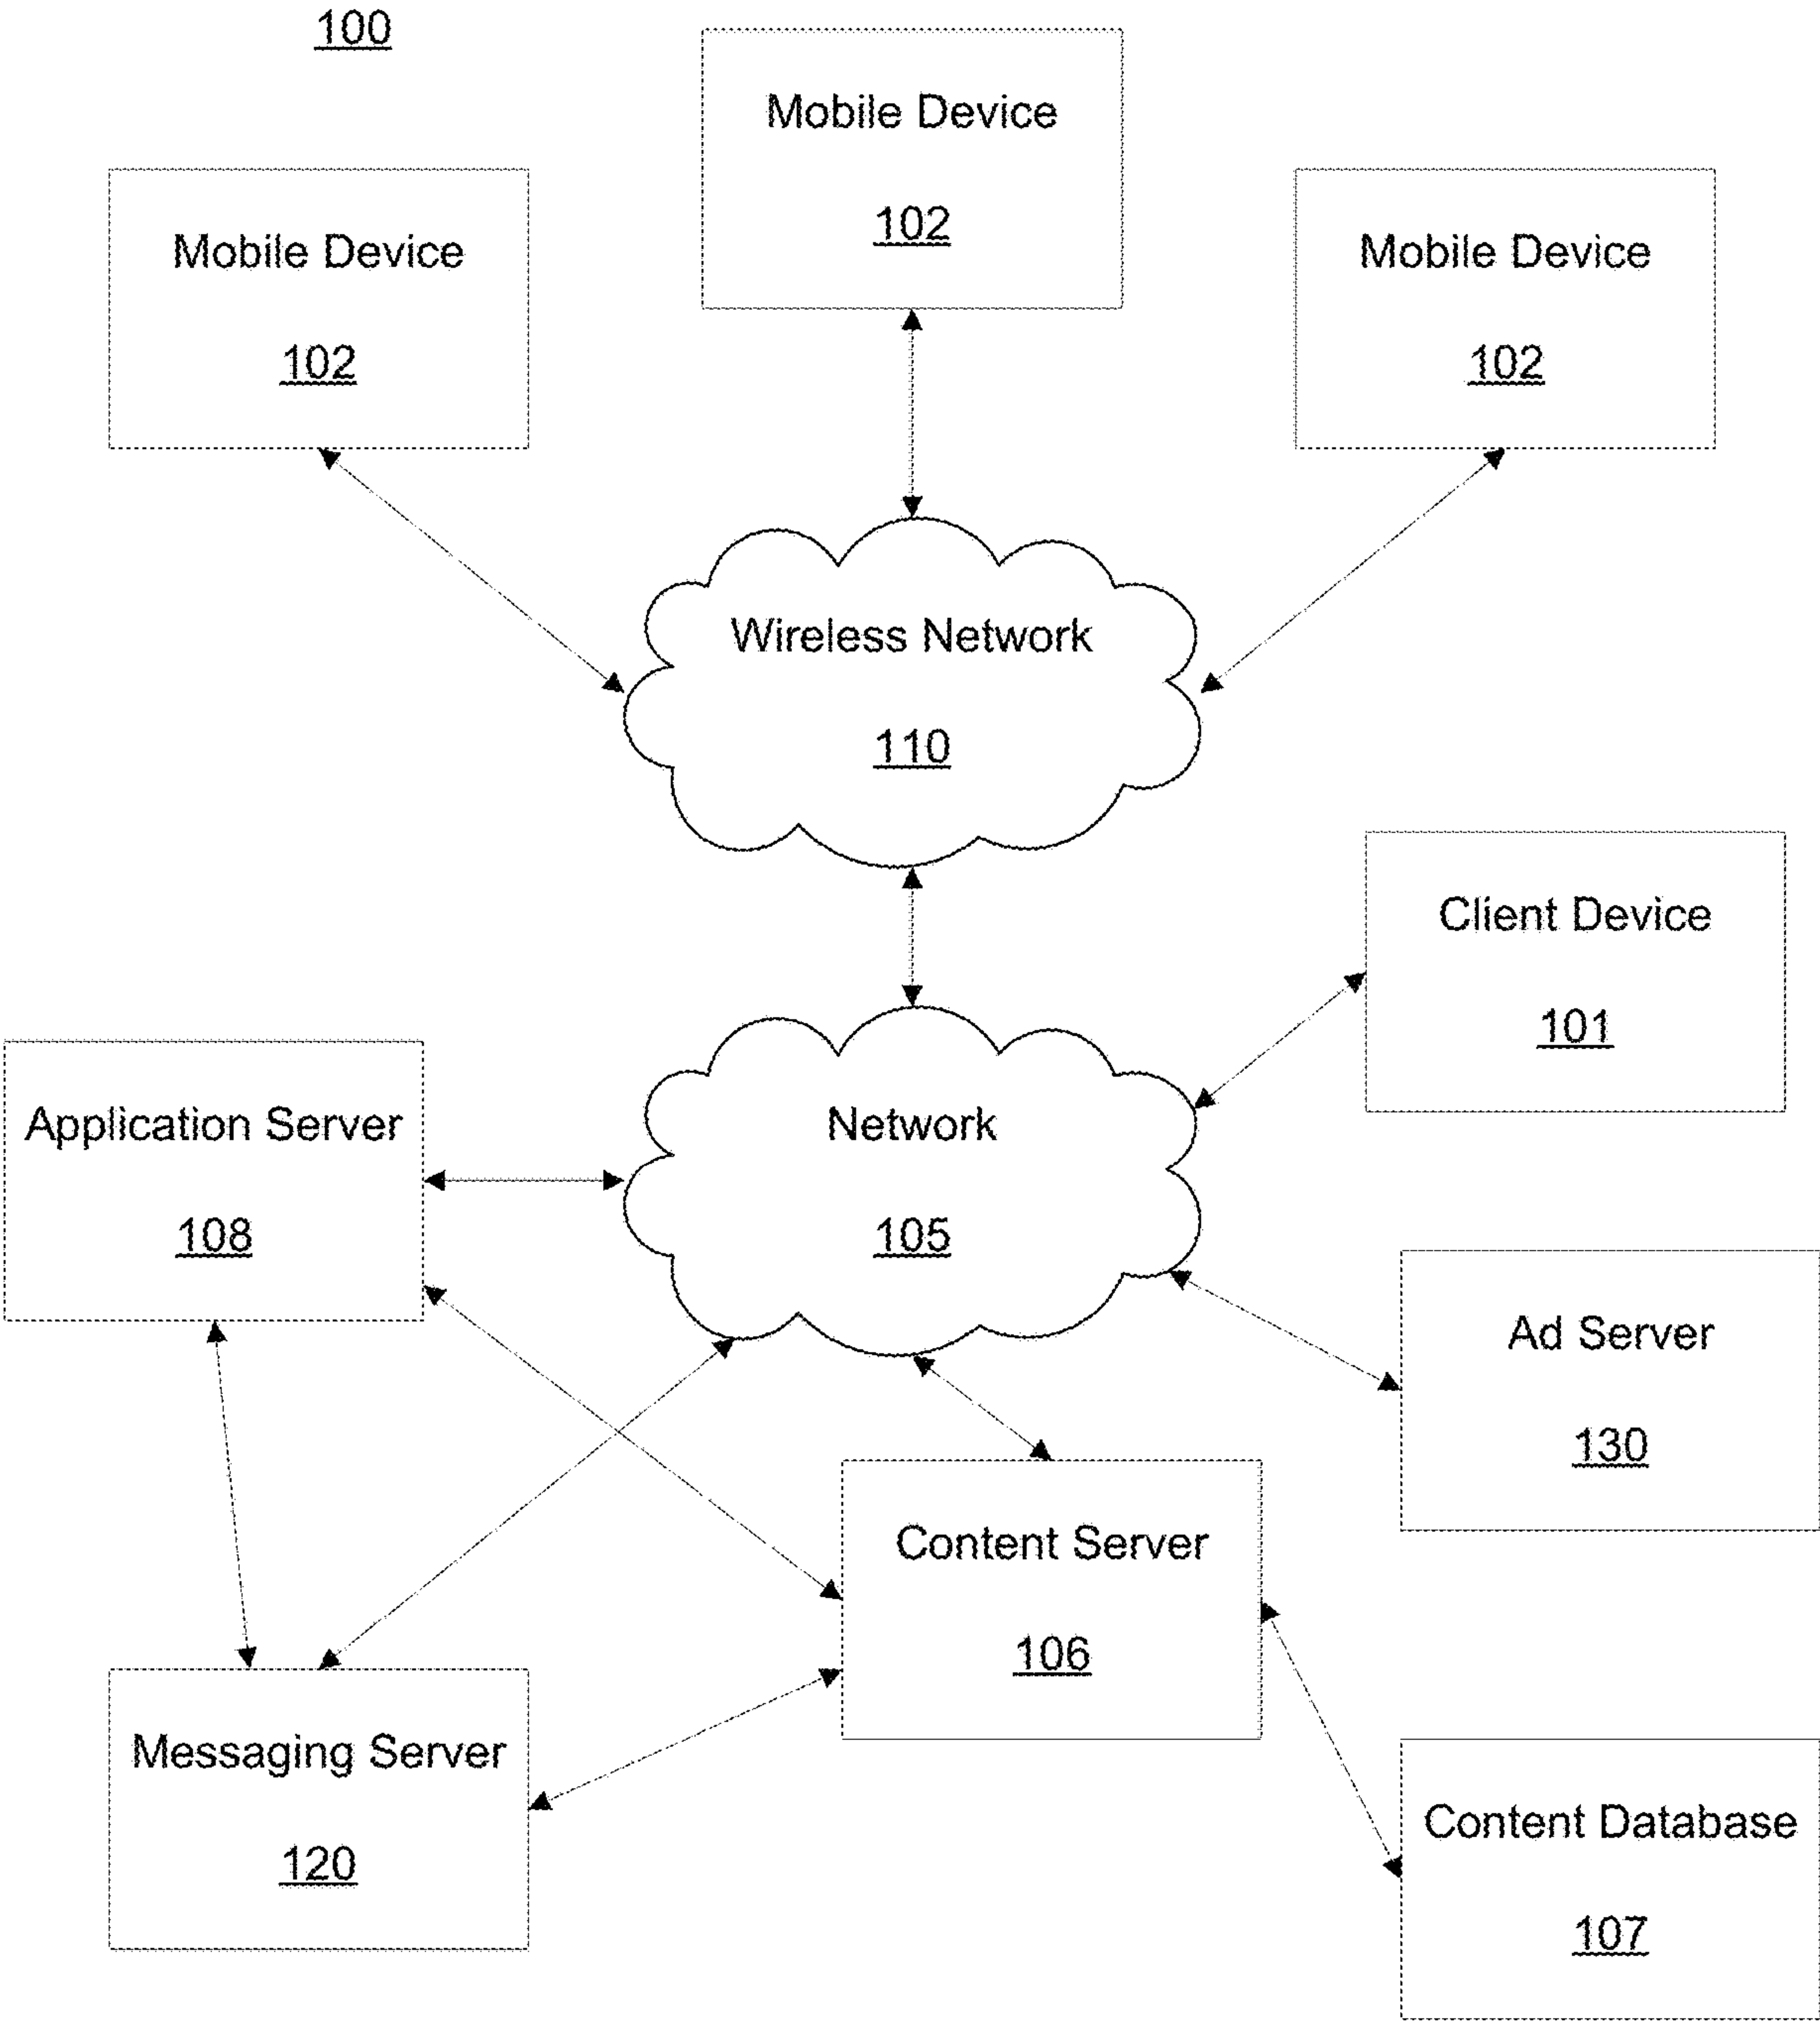 100
Mobile Device
102
Mobile Device
102
Mobile Device
102
Wireless Network
110
Client Device
101
Application Server
108
Network
105
Ad Server
130
Content Server
106
Messaging Server
120
Content Database
107